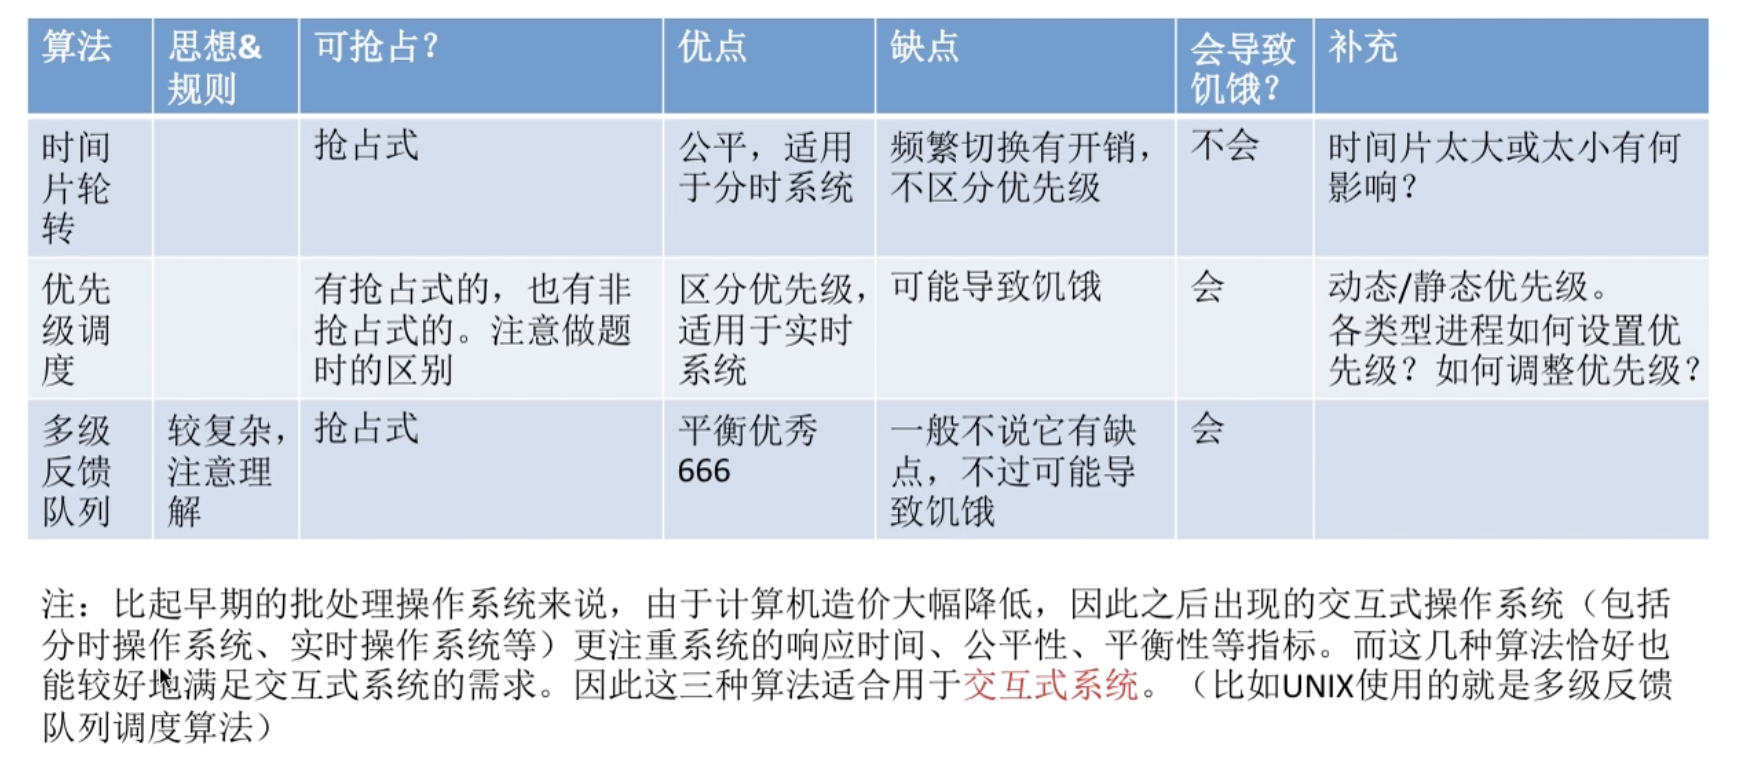 算法 思想& 可抢占？ 优点 缺点 会导致 补充
规则 饥饿？
时间 抢占式 公平，适用 频繁切换有开销， 不会 时间片太大或太小有何
片轮 于分时系统 不区分优先级 影响？
转
优先 有抢占式的，也有非 区分优先级， 可能导致饥饿 会 动态/静态优先级。
级调 抢占式的。注意做题 适用于实时 各类型进程如何设置优
度 时的区别 系统 先级？如何调整优先级？
多级 较复杂， 抢占式 平衡优秀 一般不说它有缺 会
反馈 注意理 666 点，不过可能导
队列 解 致饥饿
注：比起早期的批处理操作系统来说，由于计算机造价大幅降低，因此之后出现的交互式操作系统（包括
分时操作系统、实时操作系统等）更注重系统的响应时间、公平性、平衡性等指标。而这几种算法恰好也
能较好地满足交互式系统的需求。因此这三种算法适合用于交互式系统。（比如UNIX使用的就是多级反馈
队列调度算法）